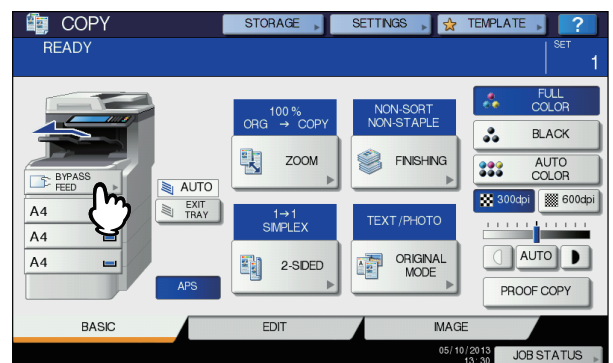 COPY
STORAGE
SETTINGS
TEMPLATE
?
READY
SET
1
100 %
ORG → COPY
NON-SORT
NON-STAPLE
FULL
COLOR
ZOOM
FINISHING
BLACK
AUTO
COLOR
BYPASS
FEED
AUTO
EXIT
TRAY
300dpi
600dpi
A4
A4
A4
1→1
SIMPLEX
TEXT/PHOTO
2-SIDED
ORIGINAL
MODE
AUTO
APS
PROOF COPY
BASIC
EDIT
IMAGE
05/10/2013
13:30
JOB STATUS